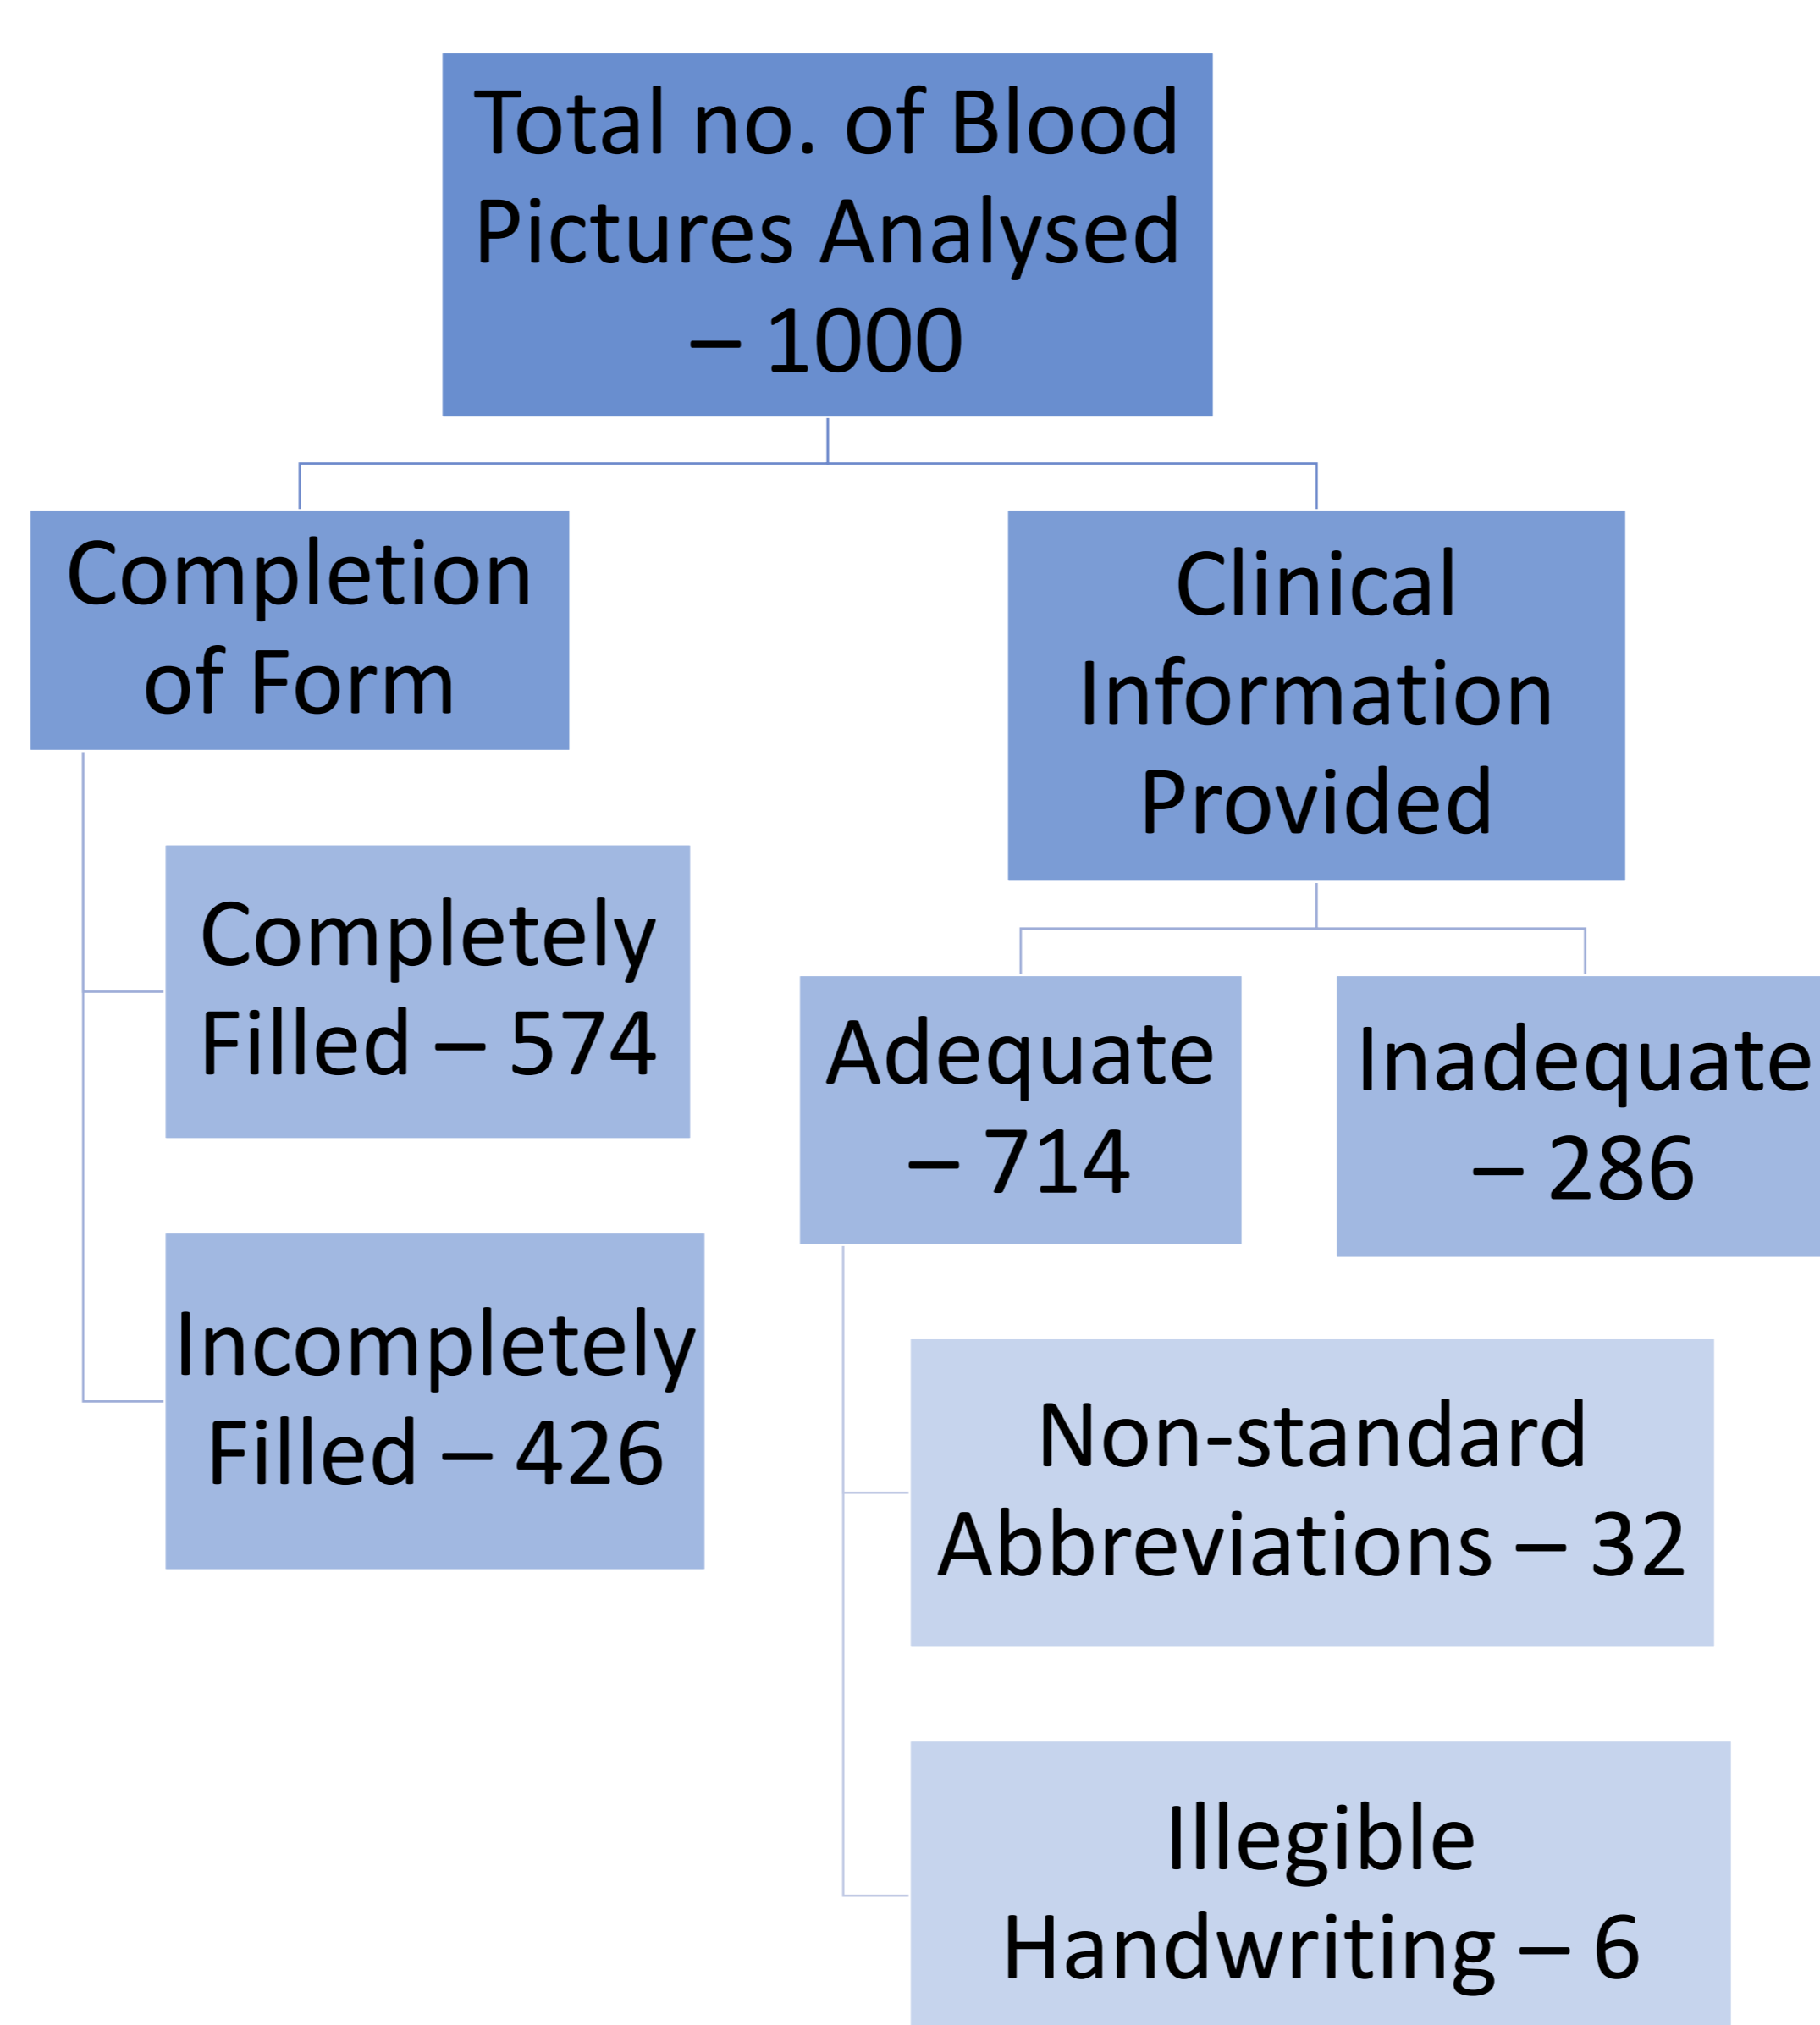 Total no. of Blood
Pictures Analysed
– 1000
Completion
of Form
Completely
Filled – 574
Incompletely
Filled – 426
Clinical
Information
Provided
Adequate
– 714
Inadequate
– 286
Non-standard
Abbreviations – 32
Illegible
Handwriting – 6